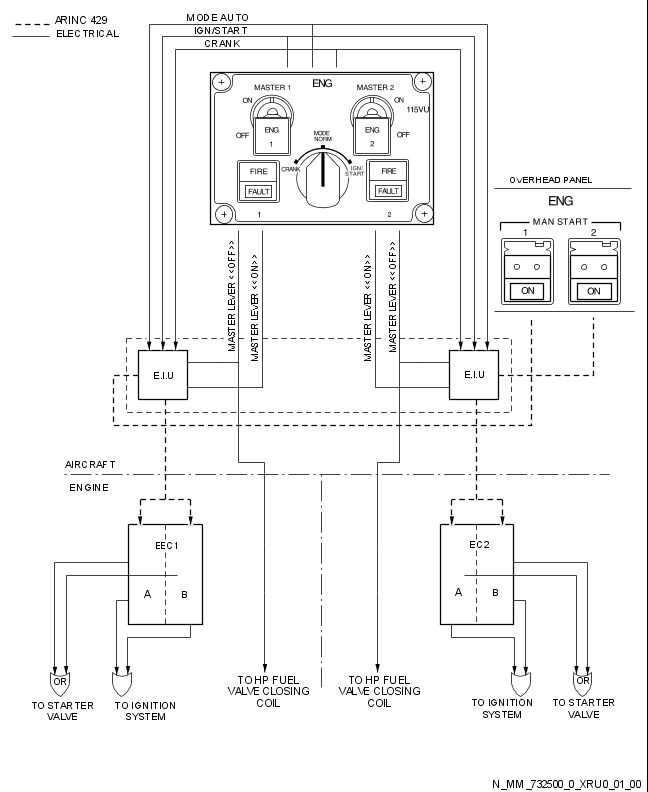 ARINC 429
ELECTRICAL
MODE AUTO
IGN/START
CRANK
ENG
MASTER 1
MASTER 2
ON
ON
115VU
ENG
1
ENG
2
OFF
OFF
MODE
NORM
CRANK
IGN/
START
FIRE
FAULT
FIRE
FAULT
1
2
OVERHEAD PANEL
ENG
MAN START
1
2
ON
ON
MASTER LEVER <<OFF>>
MASTER LEVER <<ON>>
MASTER LEVER <<ON>>
MASTER LEVER <<OFF>>
E.I.U
E.I.U
AIRCRAFT
ENGINE
EEC1
A
B
EC2
A
B
OR
TO STARTER
VALVE
TO IGNITION
SYSTEM
TO HP FUEL
VALVE CLOSING
COIL
TO HP FUEL
VALVE CLOSING
COIL
TO IGNITION
SYSTEM
OR
TO STARTER
VALVE
N_MM_732500_0_XRU0_01_00